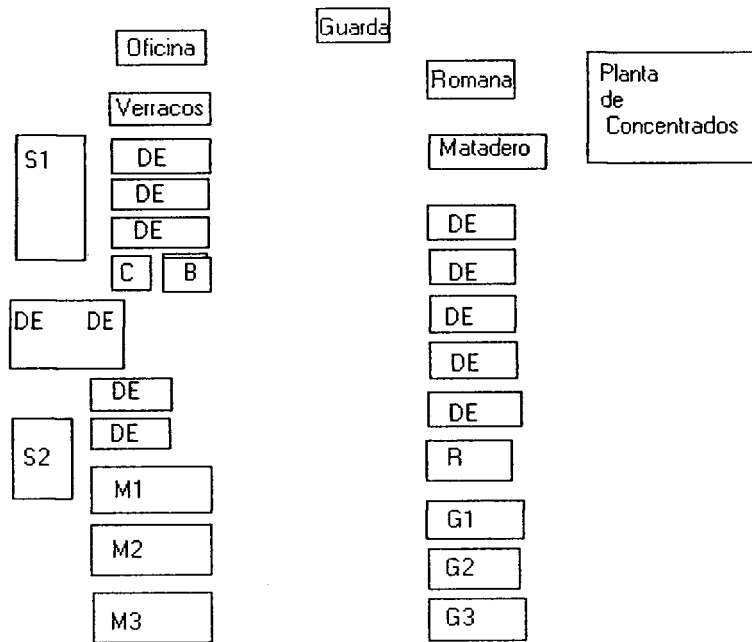 Guarda
Oficina
Romana
Planta
de
Concentrados
Verracos
S1
DE
Matadero
DE
DE
DE
C
B
DE
DE DE
DE
DE
DE
DE
DE
S2
R
M1
G1
M2
G2
M3
G3